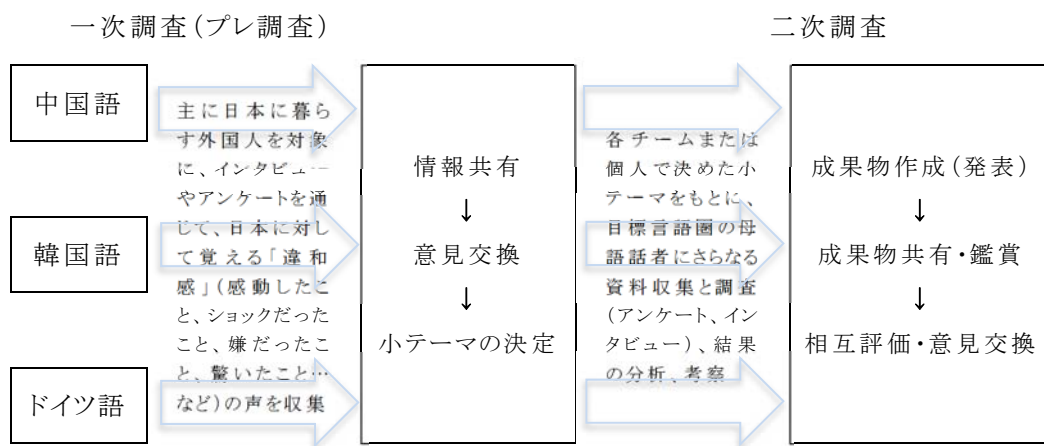 一次調査(プレ調査)
二次調査
中国語
韓国語
ドイツ語
主に日本に暮ら
す外国人を対象
に、インタビュー
やアンケートを通
じて、日本に対し
て覚える「違和
感」(感動したこ
と、ショックだった
こと、嫌だったこ
と、驚いたこと…
など)の声を収集
情報共有
↓
意見交換
↓
小テーマの決定
各チームまたは
個人で決めた小
テーマをもとに、
目標言語圏の母
語話者にさらなる
資料収集と調査
(アンケート、イン
タビュー)、結果
の分析、考察
成果物作成(発表)
↓
成果物共有・鑑賞
↓
相互評価・意見交換